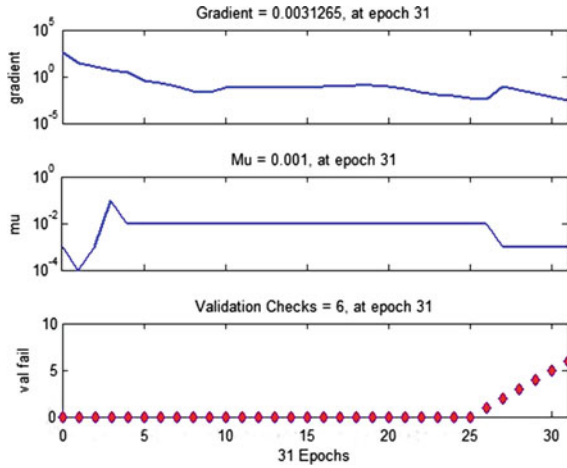 Gradient = 0.0031265, at epoch 31
10^5
10^0
10^-5
gradient
Mu = 0.001, at epoch 31
10^0
10^-2
10^-4
mu
Validation Checks = 6, at epoch 31
10
5
0
val fail
0 5 10 15 20 25 30
31 Epochs